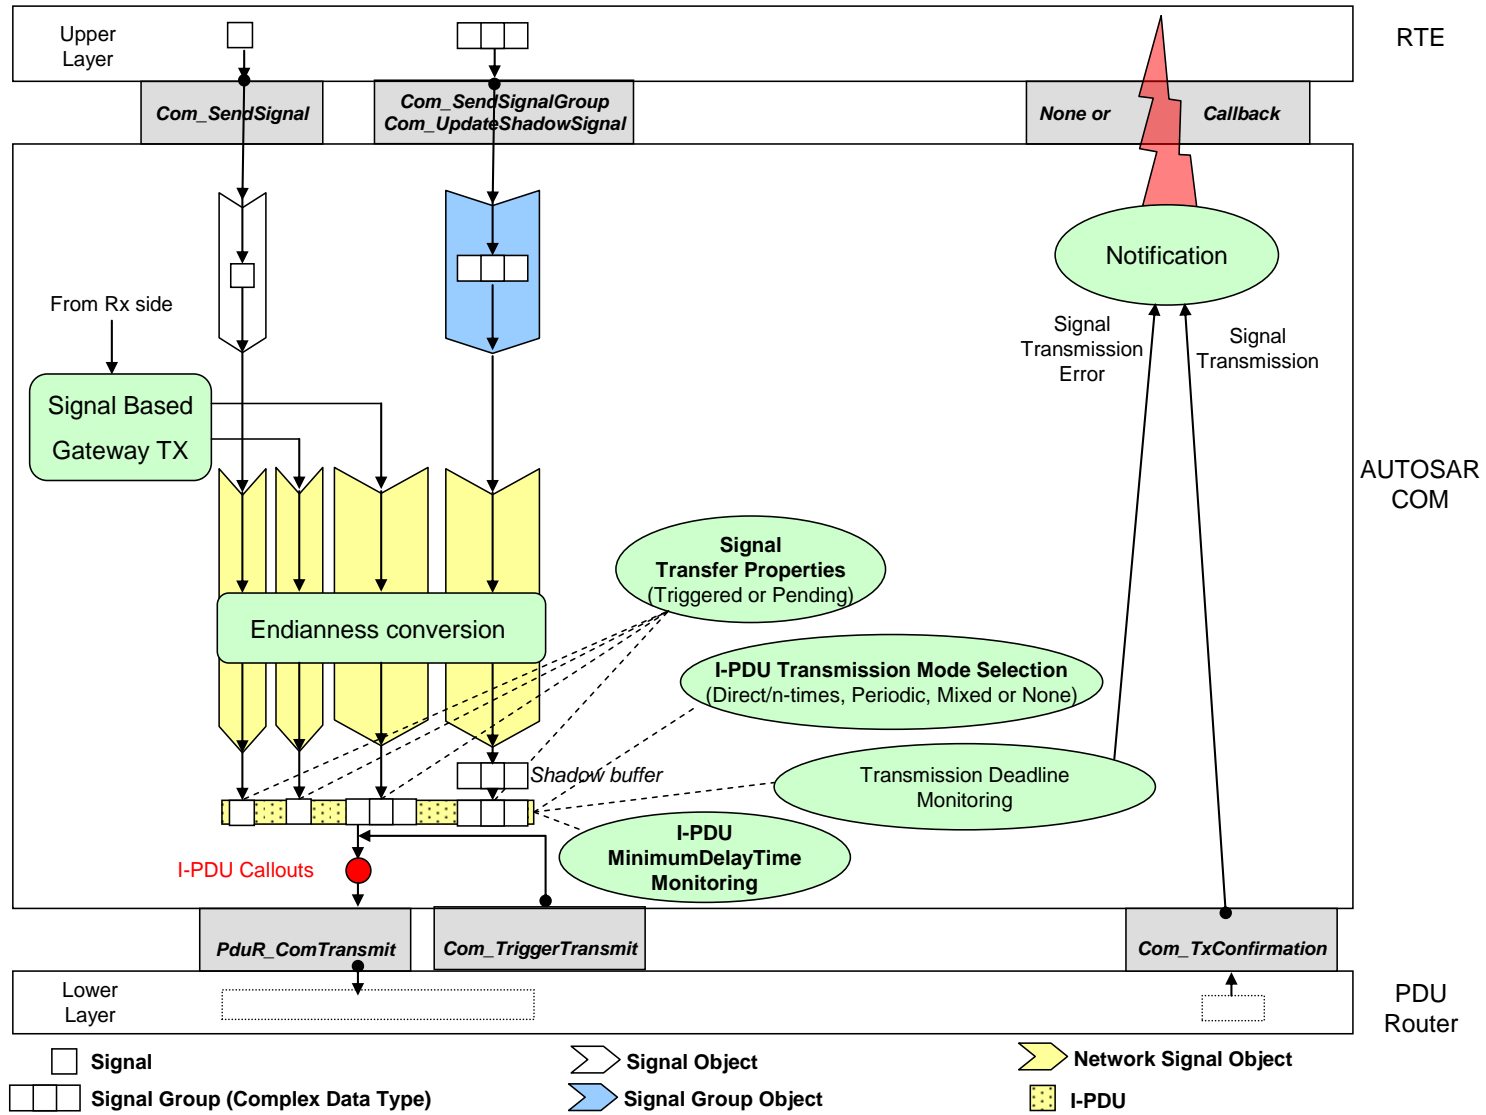 Upper
Layer
RTE
Com_SendSignal
Com_SendSignalGroup
Com_UpdateShadowSignal
None or
Callback
Notification
From Rx side
Signal
Transmission
Error
Signal
Transmission
Signal Based
Gateway TX
AUTOSAR
COM
Signal
Transfer Properties
(Triggered or Pending)
Endianness conversion
I-PDU Transmission Mode Selection
(Direct/n-times, Periodic, Mixed or None)
Shadow buffer
Transmission Deadline
Monitoring
I-PDU
MinimumDelayTime
Monitoring
I-PDU Callouts
PduR_ComTransmit
Com_TriggerTransmit
Com_TxConfirmation
Lower
Layer
PDU
Router
Signal
Signal Object
Network Signal Object
Signal Group (Complex Data Type)
Signal Group Object
I-PDU